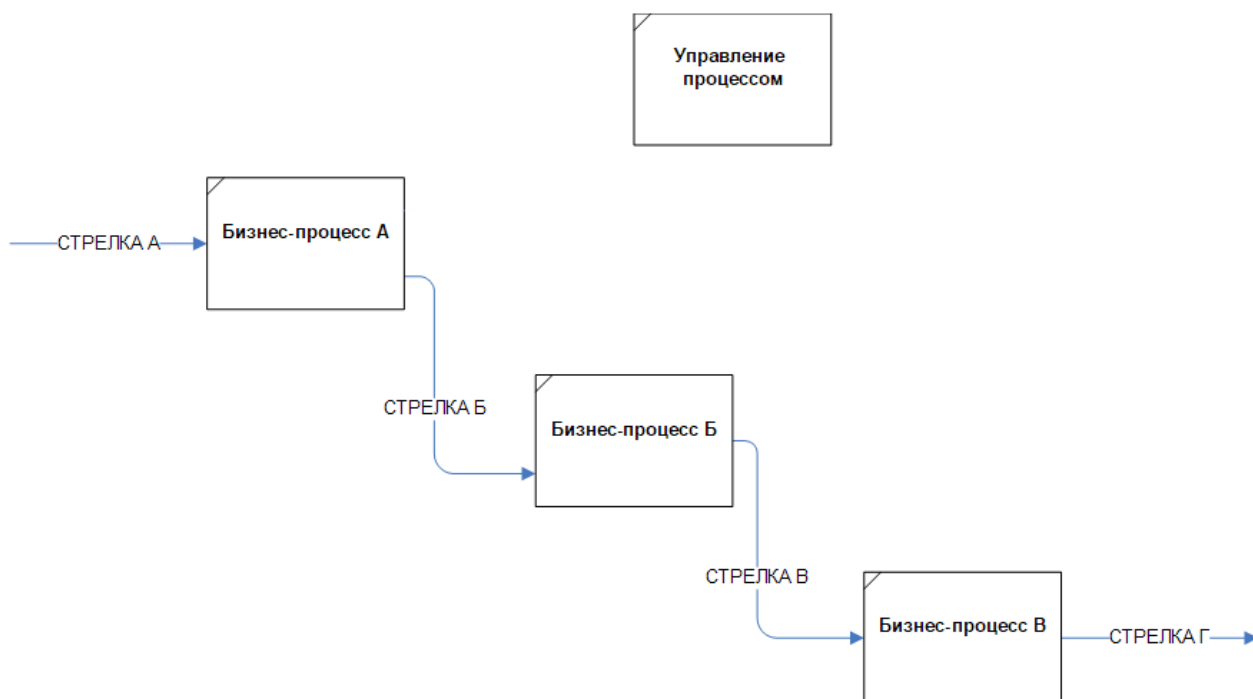 Управление
процессом
Бизнес-процесс А
СТРЕЛКА А
СТРЕЛКА Б
Бизнес-процесс Б
СТРЕЛКА В
Бизнес-процесс В
СТРЕЛКА Г